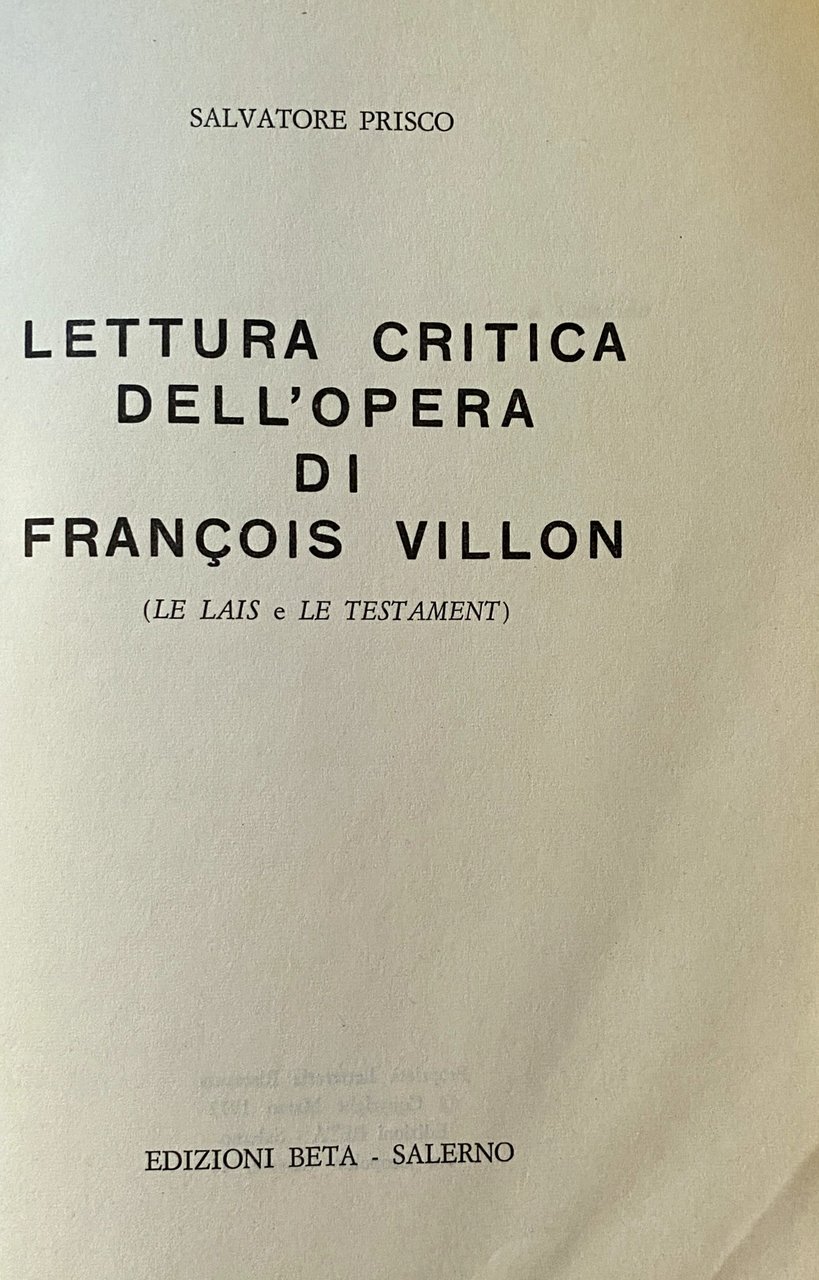 SALVATORE PRISCO
LETTURA CRITICA
DELL'OPERA
DI
FRANÇOIS VILLON
(LE LAIS e LE TESTAMENT)
EDIZIONI BETA - SALERNO